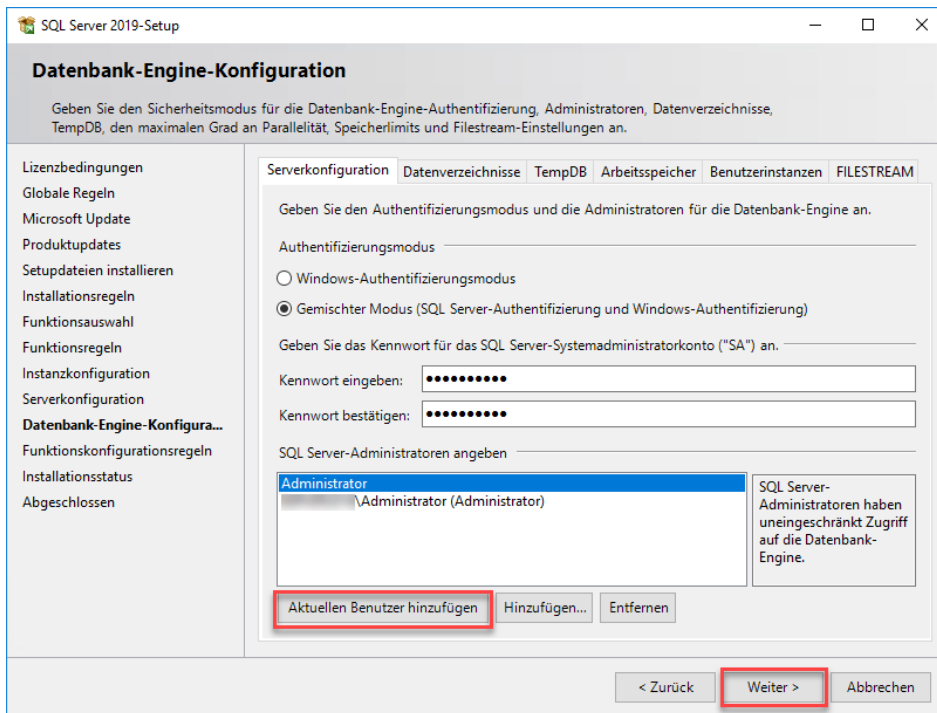 SQL Server 2019-Setup
Datenbank-Engine-Konfiguration
Geben Sie den Sicherheitsmodus für die Datenbank-Engine-Authentifizierung, Administratoren, Datenverzeichnisse,
TempDB, den maximalen Grad an Parallelität, Speicherlimits und Filestream-Einstellungen an.
Lizenzbedingungen
Globale Regeln
Microsoft Update
Produktupdates
Setupdateien installieren
Installationsregeln
Funktionsauswahl
Funktionsregeln
Instanzkonfiguration
Serverkonfiguration
Datenbank-Engine-Konfigura...
Funktionskonfigurationsregeln
Installationsstatus
Abgeschlossen
Serverkonfiguration Datenverzeichnisse TempDB Arbeitsspeicher Benutzerinstanzen FILESTREAM
Geben Sie den Authentifizierungsmodus und die Administratoren für die Datenbank-Engine an.
Authentifizierungsmodus
Windows-Authentifizierungsmodus
Gemischter Modus (SQL Server-Authentifizierung und Windows-Authentifizierung)
Geben Sie das Kennwort für das SQL Server-Systemadministratorkonto ("SA") an.
Kennwort eingeben: ●●●●●●●●●●
Kennwort bestätigen: ●●●●●●●●●●
SQL Server-Administratoren angeben
Administrator
\Administrator (Administrator)
SQL Server-
Administratoren haben
uneingeschränkt Zugriff
auf die Datenbank-
Engine.
Aktuellen Benutzer hinzufügen Hinzufügen... Entfernen
< Zurück Weiter > Abbrechen